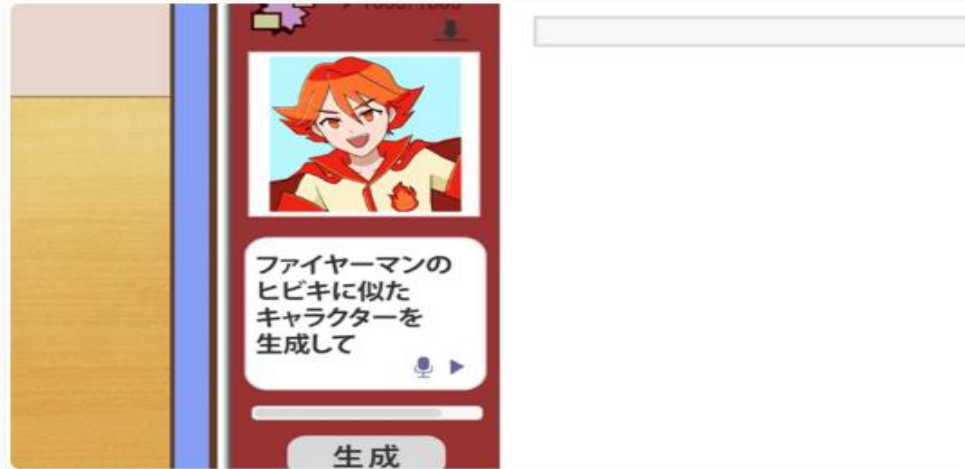 ファイヤーマンの
ヒビキに似た
キャラクターを
生成して
生成